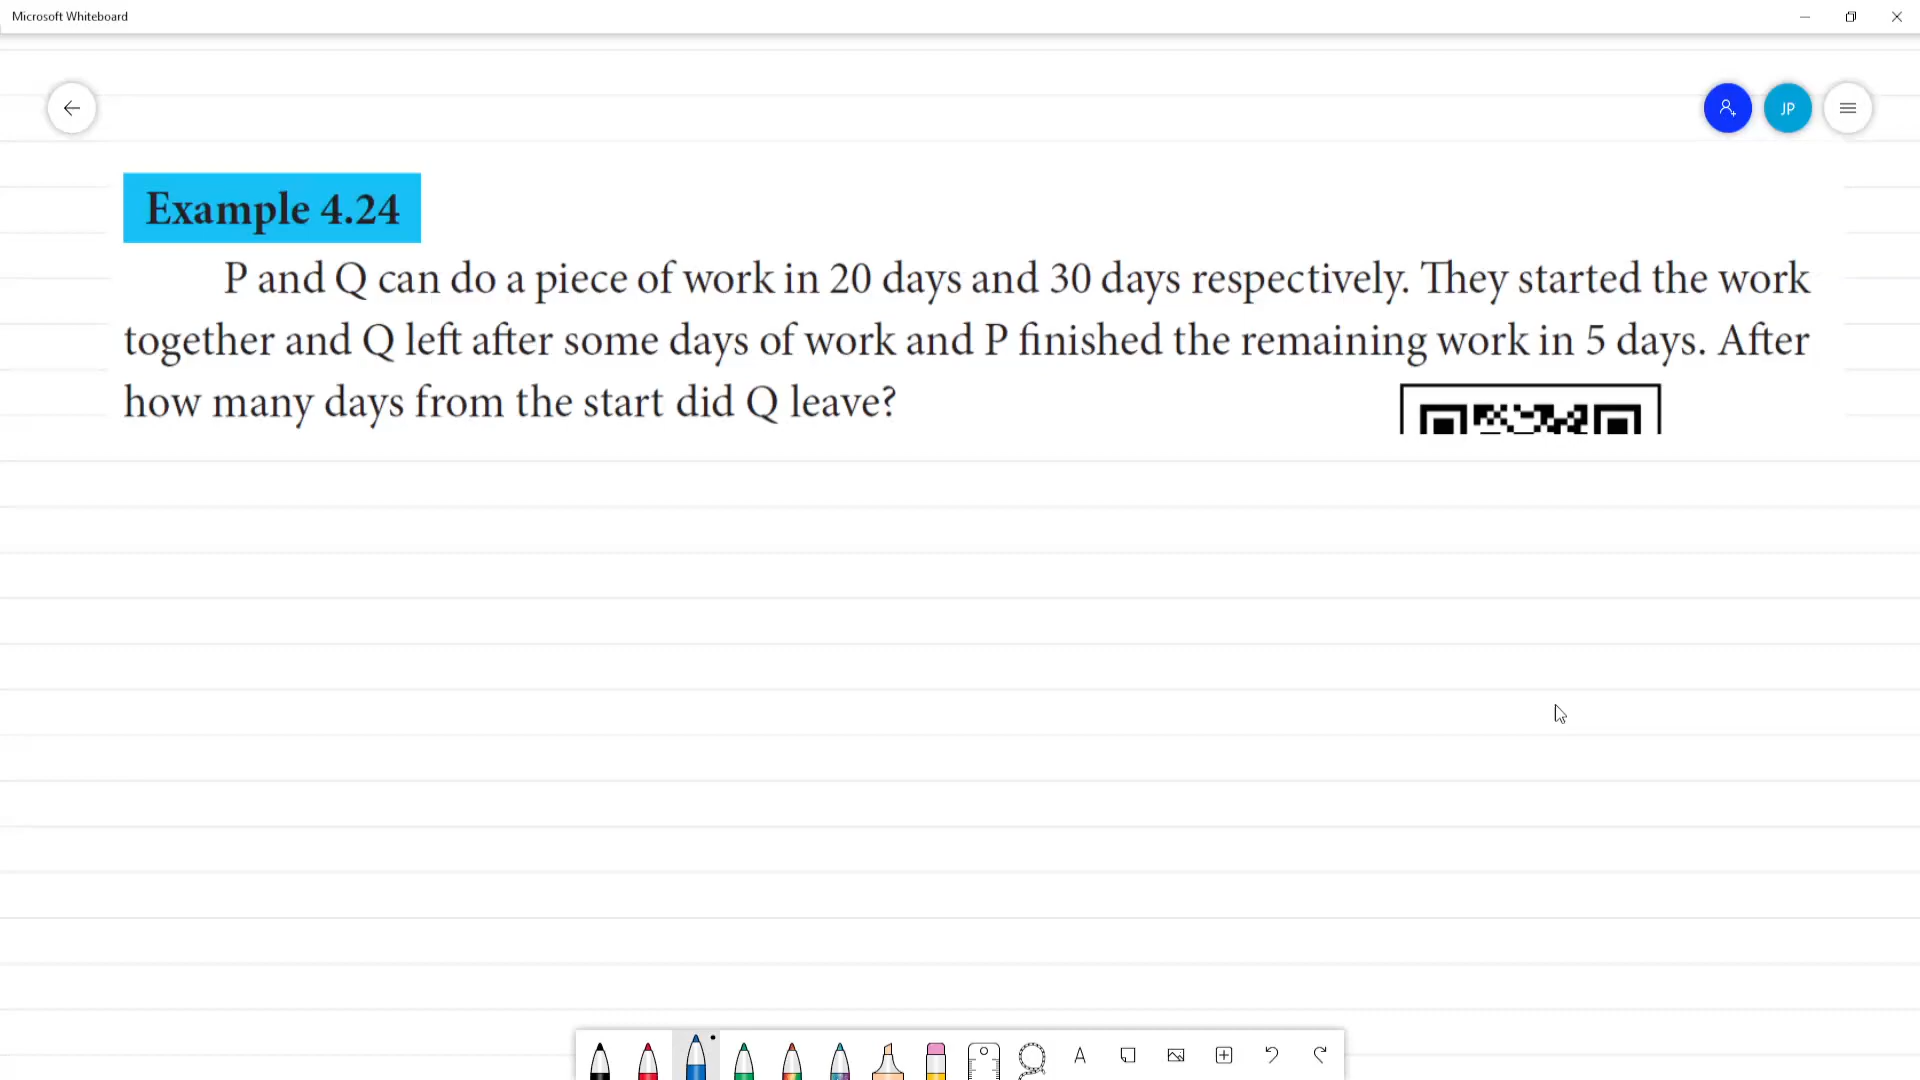 Microsoft Whiteboard
JP
Example 4.24
P and Q can do a piece of work in 20 days and 30 days respectively. They started the work
together and Q left after some days of work and P finished the remaining work in 5 days. After
how many days from the start did Q leave?
A